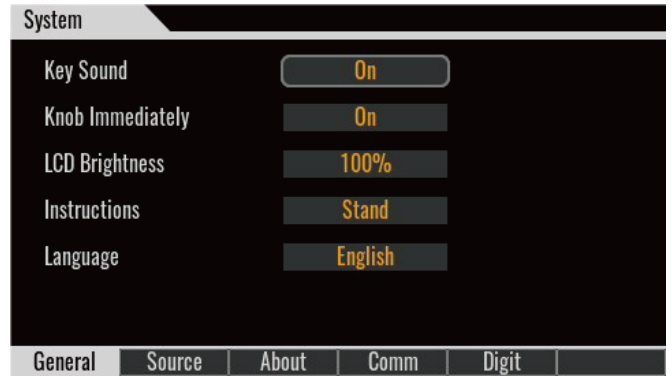 System
Key Sound On
Knob Immediately On
LCD Brightness 100%
Instructions Stand
Language English
General Source About Comm Digit